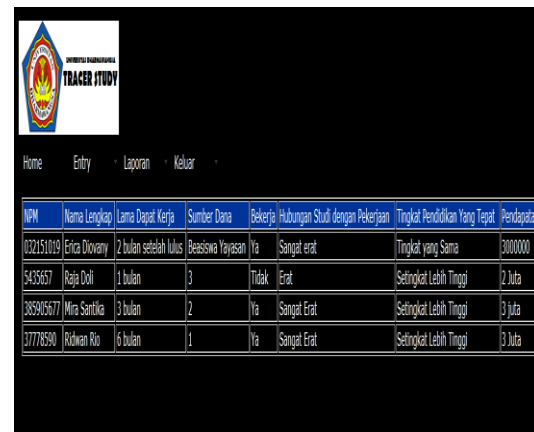 UNIVERSITAS DHARMAWANGSA
TRACER STUDY
Home Entry Laporan Keluar
NPM Nama Lengkap Lama Dapat Kerja Sumber Dana Bekerja Hubungan Studi dengan Pekerjaan Tingkat Pendidikan Yang Tepat Pendapata
032151019 Erica Diovany 2 bulan setelah lulus Beasiswa Yayasan Ya Sangat erat Tingkat yang Sama 3000000
5435657 Raja Doli 1 bulan 3 Tidak Erat Setingkat Lebih Tinggi 2 Juta
385905677 Mira Santika 3 bulan 2 Ya Sangat Erat Setingkat Lebih Tinggi 3 juta
37778590 Ridwan Rio 6 bulan 1 Ya Sangat Erat Setingkat Lebih Tinggi 3 Juta